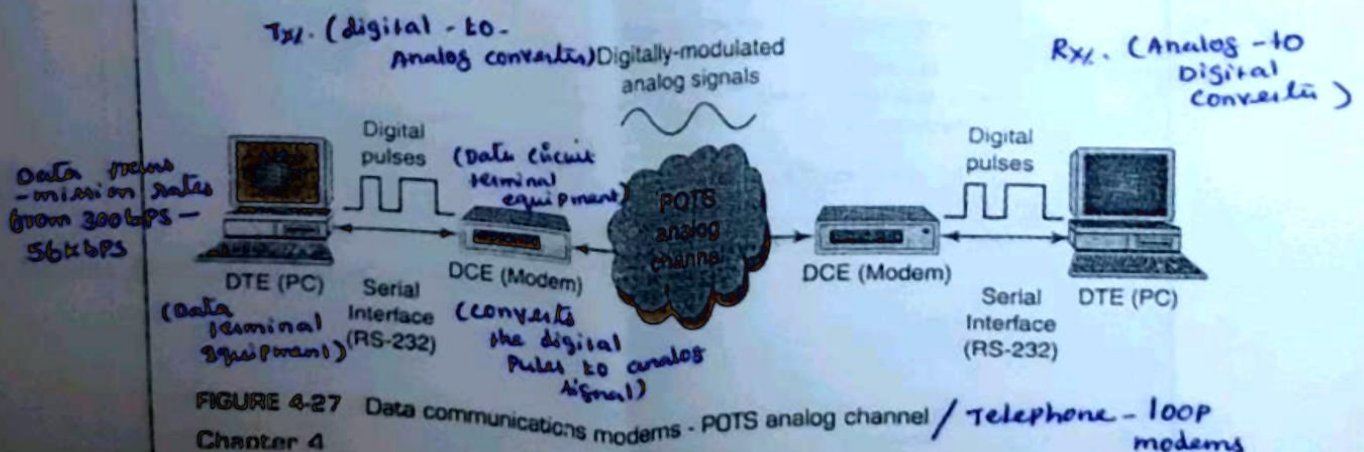 Tx/. (digital - to -
Analog convertis)
Digitally-modulated
analog signals
Rx/. (Analog - to
Digital
Convertis)
Digital
pulses
(Data circuit
terminal
equipment)
Digital
pulses
Data trans
-mission rates
from 300bps -
56kbps
POTS
analog
channel
DTE (PC)
DCE (Modem)
DCE (Modem)
DTE (PC)
(Data
terminal
equipment)
Serial
Interface
(RS-232)
(converts
the digital
Pulses to analog
signal)
Serial
Interface
(RS-232)
FIGURE 4-27 Data communications modems - POTS analog channel / Telephone - loop
modems
Chapter 4